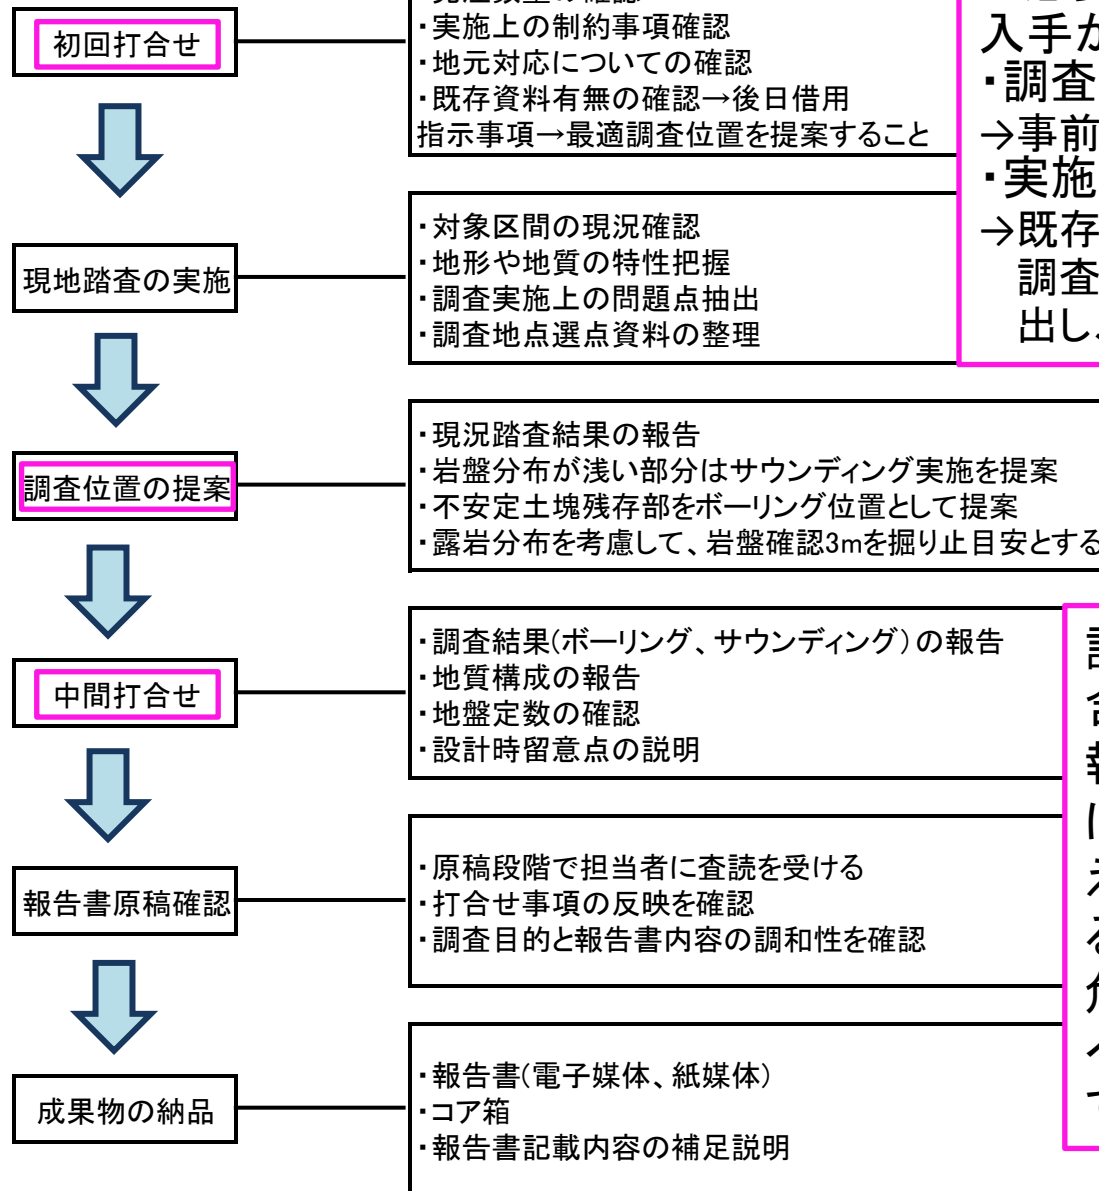 初回打合せ
・実施上の制約事項確認
・地元対応についての確認
・既存資料有無の確認→後日借用
指示事項→最適調査位置を提案すること
入手
・調査
→事前
・実施
→既存
調査
出し
現地踏査の実施
・対象区間の現況確認
・地形や地質の特性把握
・調査実施上の問題点抽出
・調査地点選点資料の整理
調査位置の提案
・現況踏査結果の報告
・岩盤分布が浅い部分はサウンディング実施を提案
・不安定土塊残存部をボーリング位置として提案
・露岩分布を考慮して、岩盤確認3mを掘り止目安とする
中間打合せ
・調査結果(ボーリング、サウンディング)の報告
・地質構成の報告
・地盤定数の確認
・設計時留意点の説明
報告書原稿確認
・原稿段階で担当者に査読を受ける
・打合せ事項の反映を確認
・調査目的と報告書内容の調和性を確認
成果物の納品
・報告書(電子媒体、紙媒体)
・コア箱
・報告書記載内容の補足説明